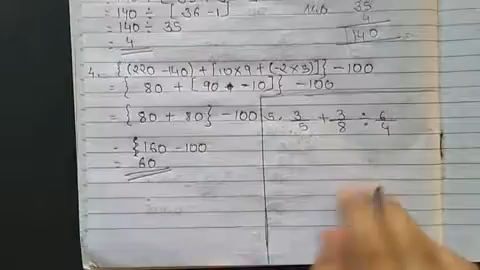 = 140 ÷ [36 - 1]
= 140 ÷ 35
= 4
35
4
140
4. {(220 - 140) + [10×9 + (-2×5)]} - 100
= { 80 + [90 - 10]} - 100
= {80 + 80} - 100
= {160 - 100
= 60
5. 3/5 + 3/8 ÷ 6/4